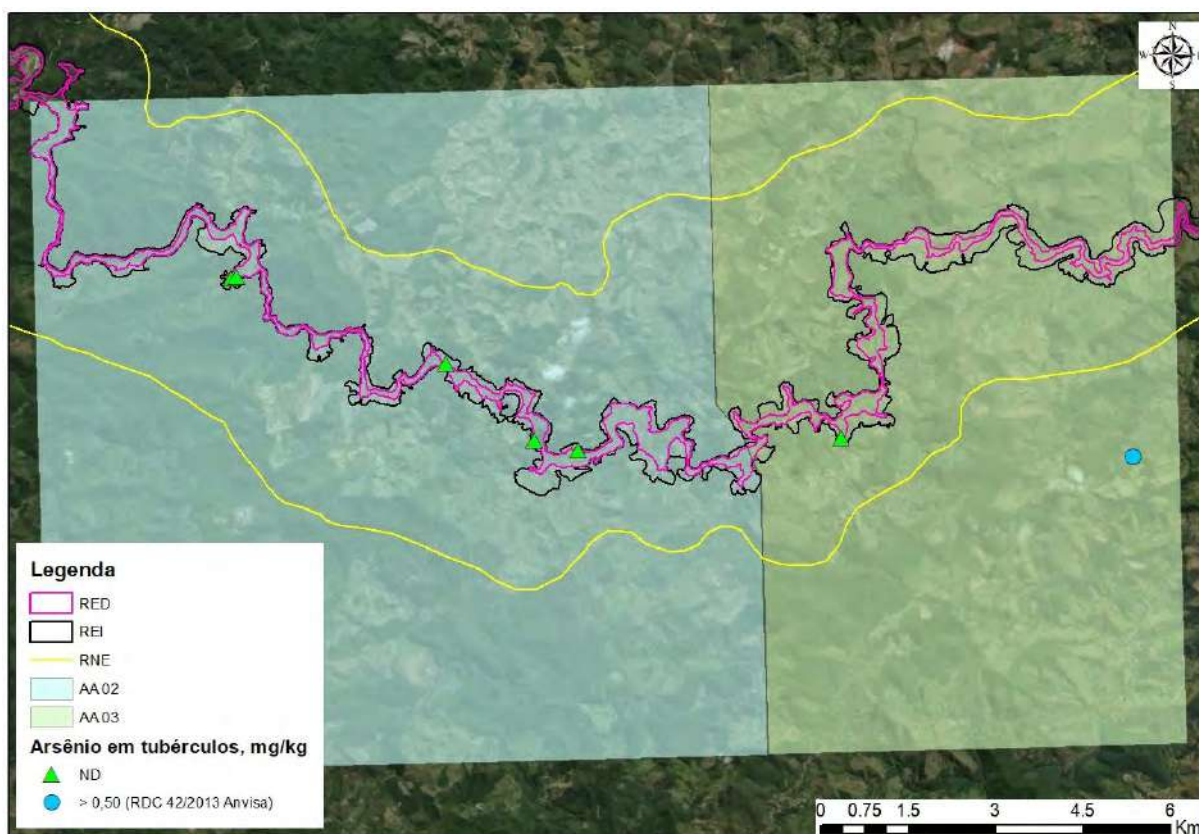 N
W E
S
Legenda
RED
REI
RNE
AA 02
AA 03
Arsênio em tubérculos, mg/kg
ND
> 0,50 (RDC 42/2013 Anvisa)
0 0.75 1.5 3 4.5 6
Km